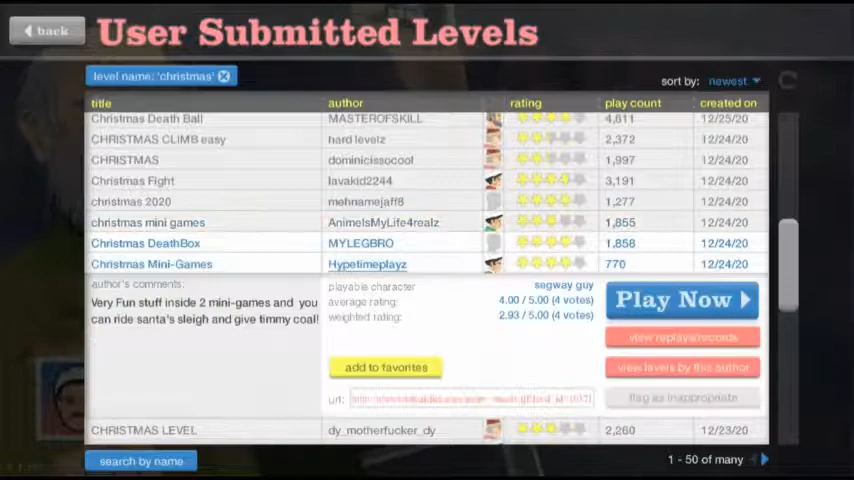 back
User Submitted Levels
level name: 'christmas'
sort by: newest
title author rating play count created on
Christmas Death Ball MASTEROFSKILL 4,811 12/25/20
CHRISTMAS CLIMB easy hard levelz 2,372 12/24/20
CHRISTMAS dominicissocool 1,997 12/24/20
Christmas Fight lavakid2244 3,191 12/24/20
christmas 2020 mehnamejaff8 1,277 12/24/20
christmas mini games AnimeIsMyLife4realz 1,855 12/24/20
Christmas DeathBox MYLEGBRO 1,858 12/24/20
Christmas Mini-Games Hypetimeplayz 770 12/24/20
author's comments:
Very Fun stuff inside 2 mini-games and you
can ride santa's sleigh and give timmy coal!
playable character segway guy
average rating: 4.00 / 5.00 (4 votes)
weighted rating: 2.93 / 5.00 (4 votes)
Play Now
view replays/records
add to favorites
view levels by this author
url:
flag as inappropriate
CHRISTMAS LEVEL dy_motherfucker_dy 2,260 12/23/20
search by name
1 - 50 of many